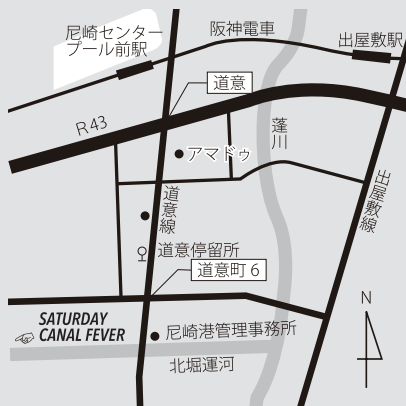 尼崎センター
プール前駅
阪神電車
出屋敷駅
道意
R43
蓬川
アマドゥ
道意線
出屋敷線
道意停留所
道意町6
N
SATURDAY
CANAL FEVER
尼崎港管理事務所
北堀運河